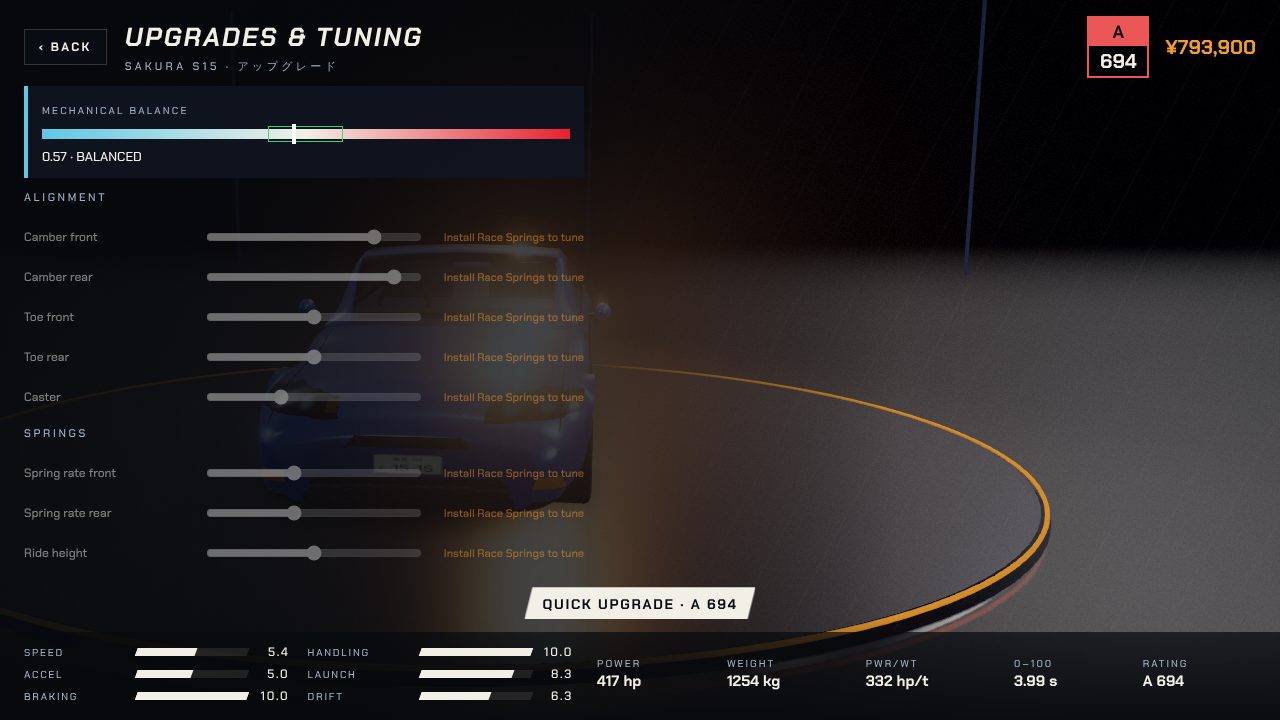 ‹ BACK
UPGRADES & TUNING
SAKURA S15 · アップグレード
A
694
¥793,900
MECHANICAL BALANCE
0.57 · BALANCED
ALIGNMENT
Camber front
Install Race Springs to tune
Camber rear
Install Race Springs to tune
Toe front
Install Race Springs to tune
Toe rear
Install Race Springs to tune
Caster
Install Race Springs to tune
SPRINGS
Spring rate front
Install Race Springs to tune
Spring rate rear
Install Race Springs to tune
Ride height
Install Race Springs to tune
QUICK UPGRADE · A 694
SPEED 5.4
ACCEL 5.0
BRAKING 10.0
HANDLING 10.0
LAUNCH 8.3
DRIFT 6.3
POWER
417 hp
WEIGHT
1254 kg
PWR/WT
332 hp/t
0–100
3.99 s
RATING
A 694